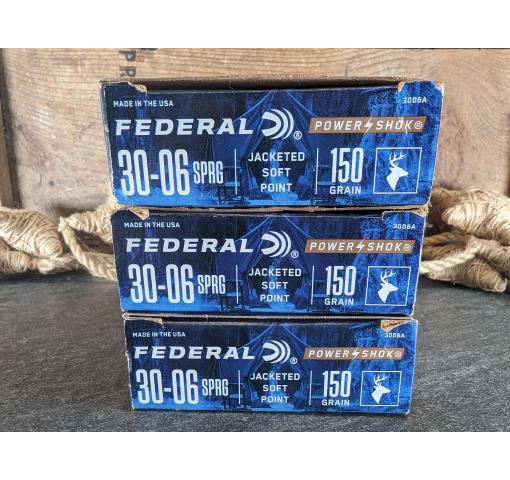 PR
MADE IN THE USA
3006A
FEDERAL® POWER⚡SHOK®
30-06 SPRG
JACKETED
SOFT
POINT
150
GRAIN
MADE IN THE USA
3006A
FEDERAL® POWER⚡SHOK®
30-06 SPRG
JACKETED
SOFT
POINT
150
GRAIN
MADE IN THE USA
3006A
FEDERAL® POWER⚡SHOK®
30-06 SPRG
JACKETED
SOFT
POINT
150
GRAIN